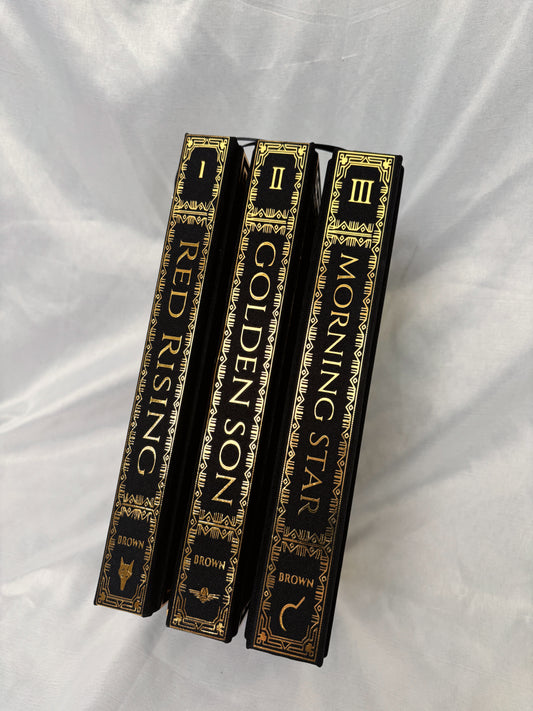 I
RED RISING
BROWN
II
GOLDEN SON
BROWN
III
MORNING STAR
BROWN